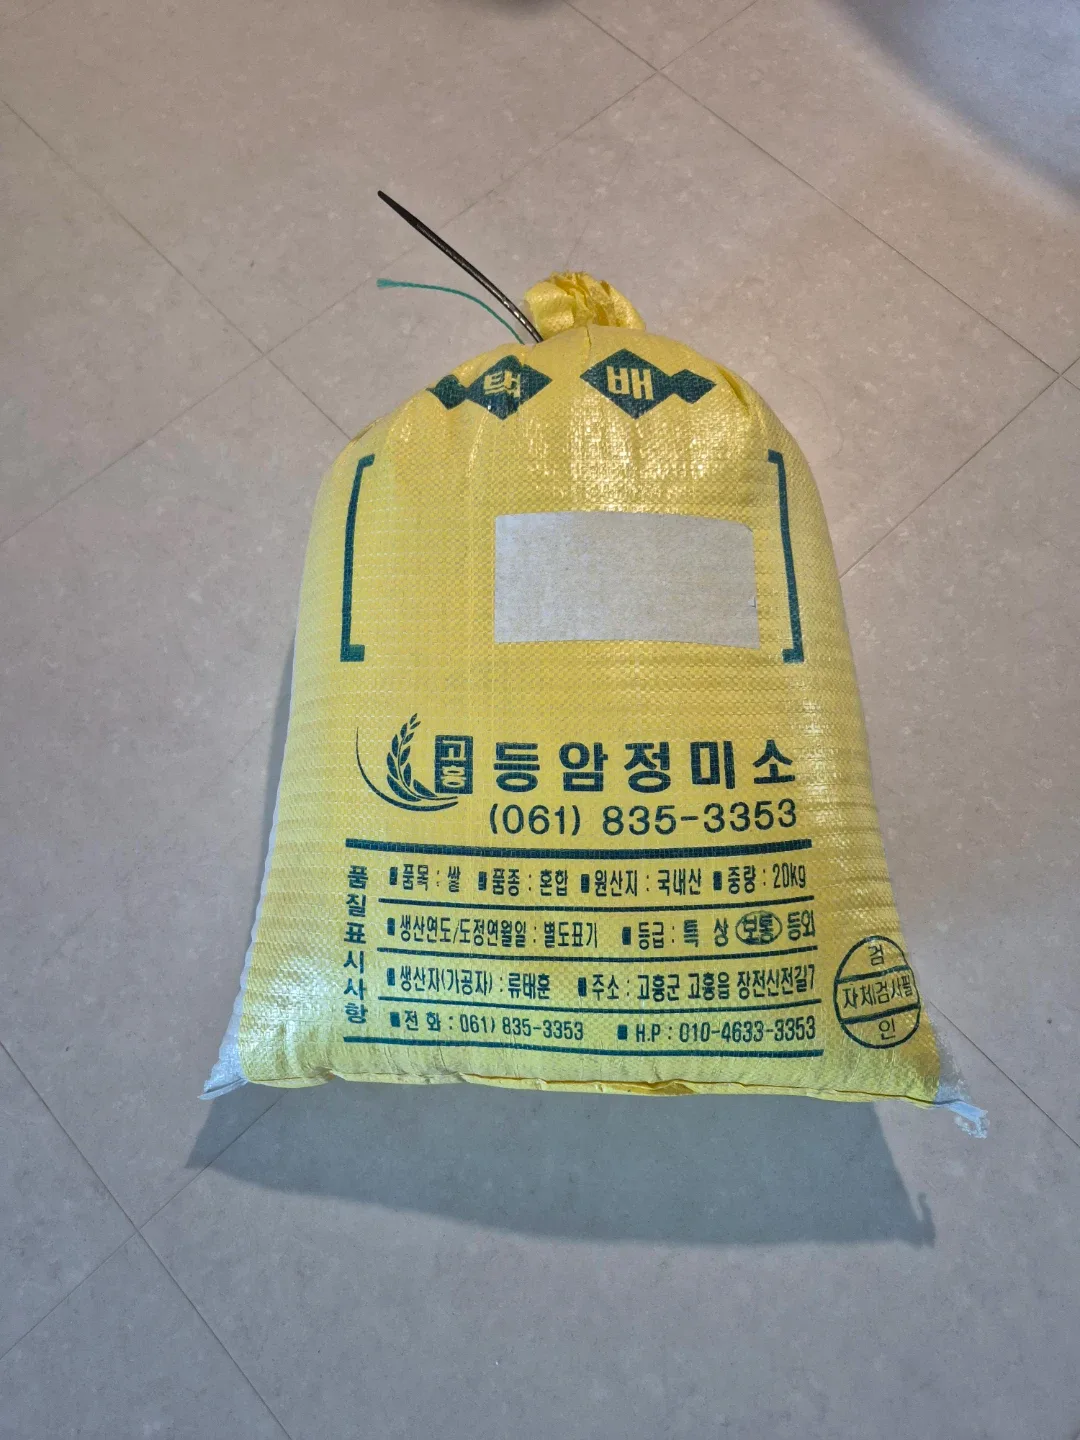 택배
고흥 등암정미소
(061) 835-3353
품질표시사항
■품목 : 쌀 ■품종 : 혼합 ■원산지 : 국내산 ■중량 : 20kg
■생산연도/도정연월일 : 별도표기 ■등급 : 특 상 보통 등외
■생산자(가공자) : 류태훈 ■주소 : 고흥군 고흥읍 장전신전길7
■전화 : 061) 835-3353 ■H.P : 010-4633-3353
검
자체검사필
인